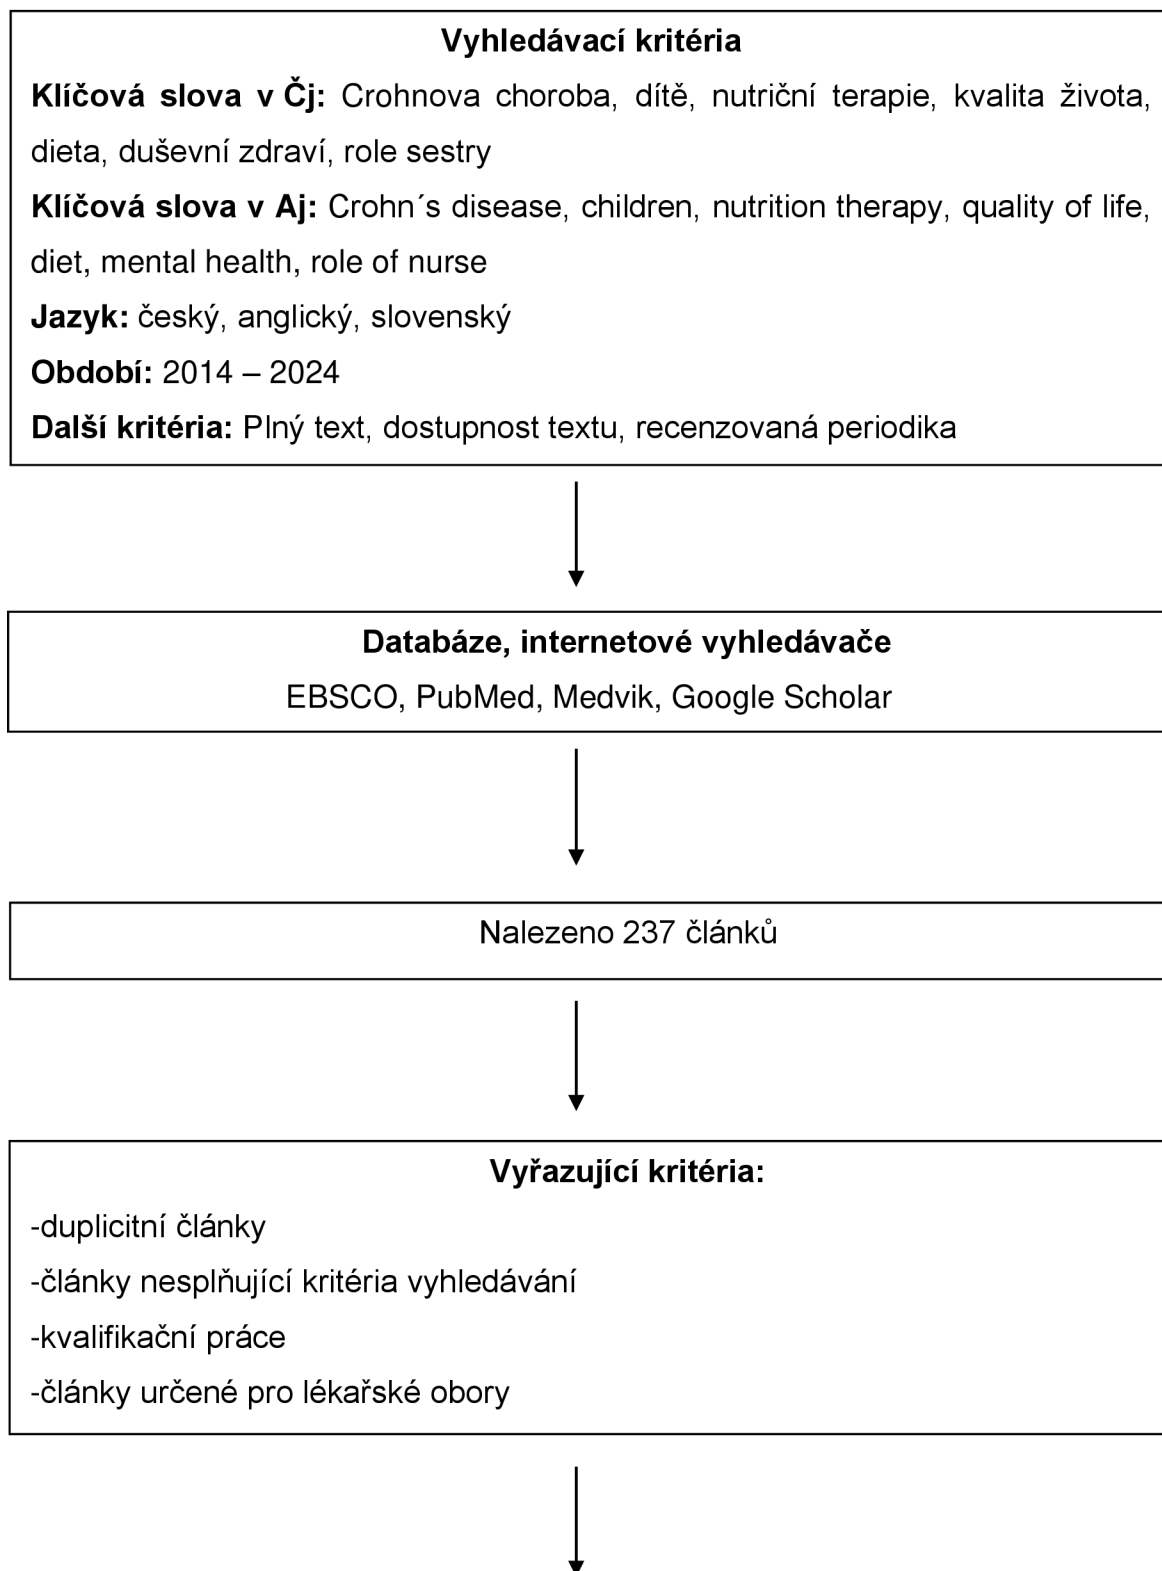 Vyhledávací kritéria
Klíčová slova v Čj: Crohnova choroba, dítě, nutriční terapie, kvalita života,
dieta, duševní zdraví, role sestry
Klíčová slova v Aj: Crohn´s disease, children, nutrition therapy, quality of life,
diet, mental health, role of nurse
Jazyk: český, anglický, slovenský
Období: 2014 – 2024
Další kritéria: Plný text, dostupnost textu, recenzovaná periodika
Databáze, internetové vyhledávače
EBSCO, PubMed, Medvik, Google Scholar
Nalezeno 237 článků
Vyřazující kritéria:
-duplicitní články
-články nesplňující kritéria vyhledávání
-kvalifikační práce
-články určené pro lékařské obory